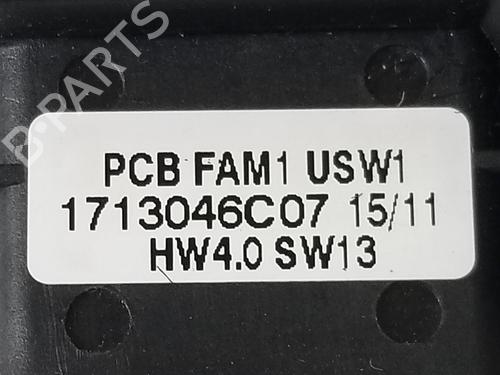 B-PARTS
PCB FAM1 USW1
1713046C07 15/11
HW4.0 SW13